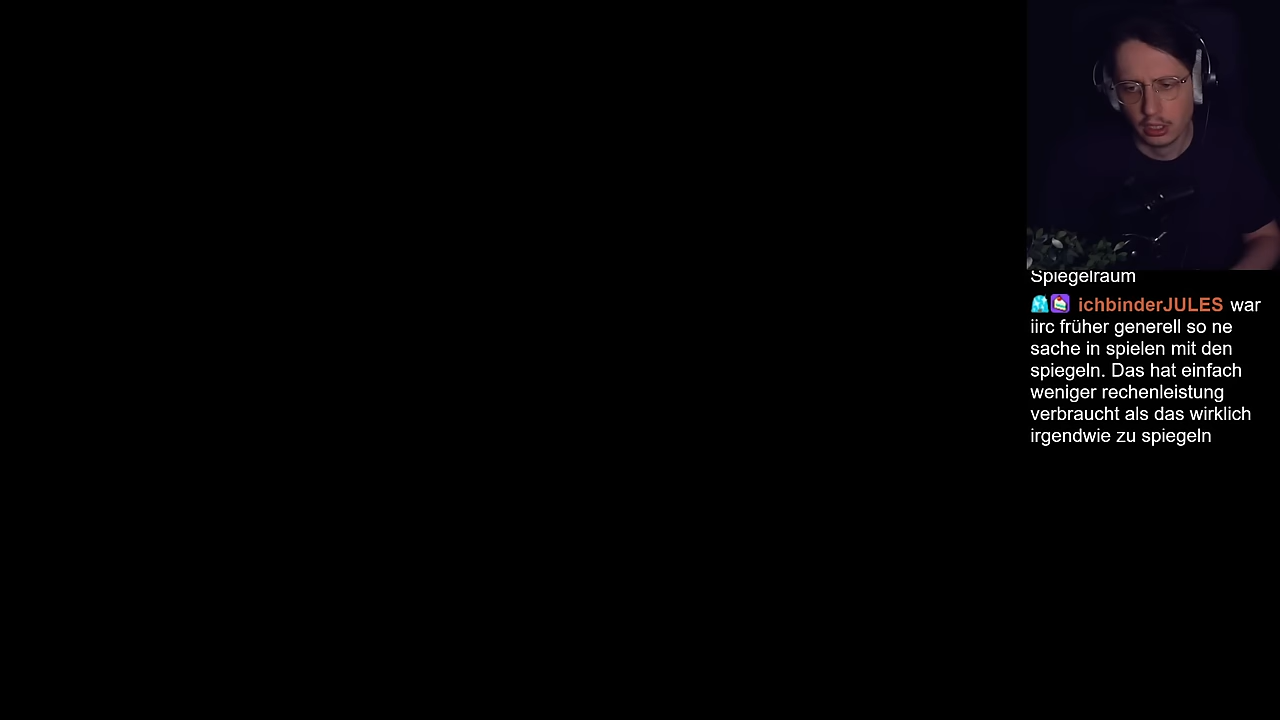 Spiegelraum
ichbinderJULES war
iirc früher generell so ne
sache in spielen mit den
spiegeln. Das hat einfach
weniger rechenleistung
verbraucht als das wirklich
irgendwie zu spiegeln